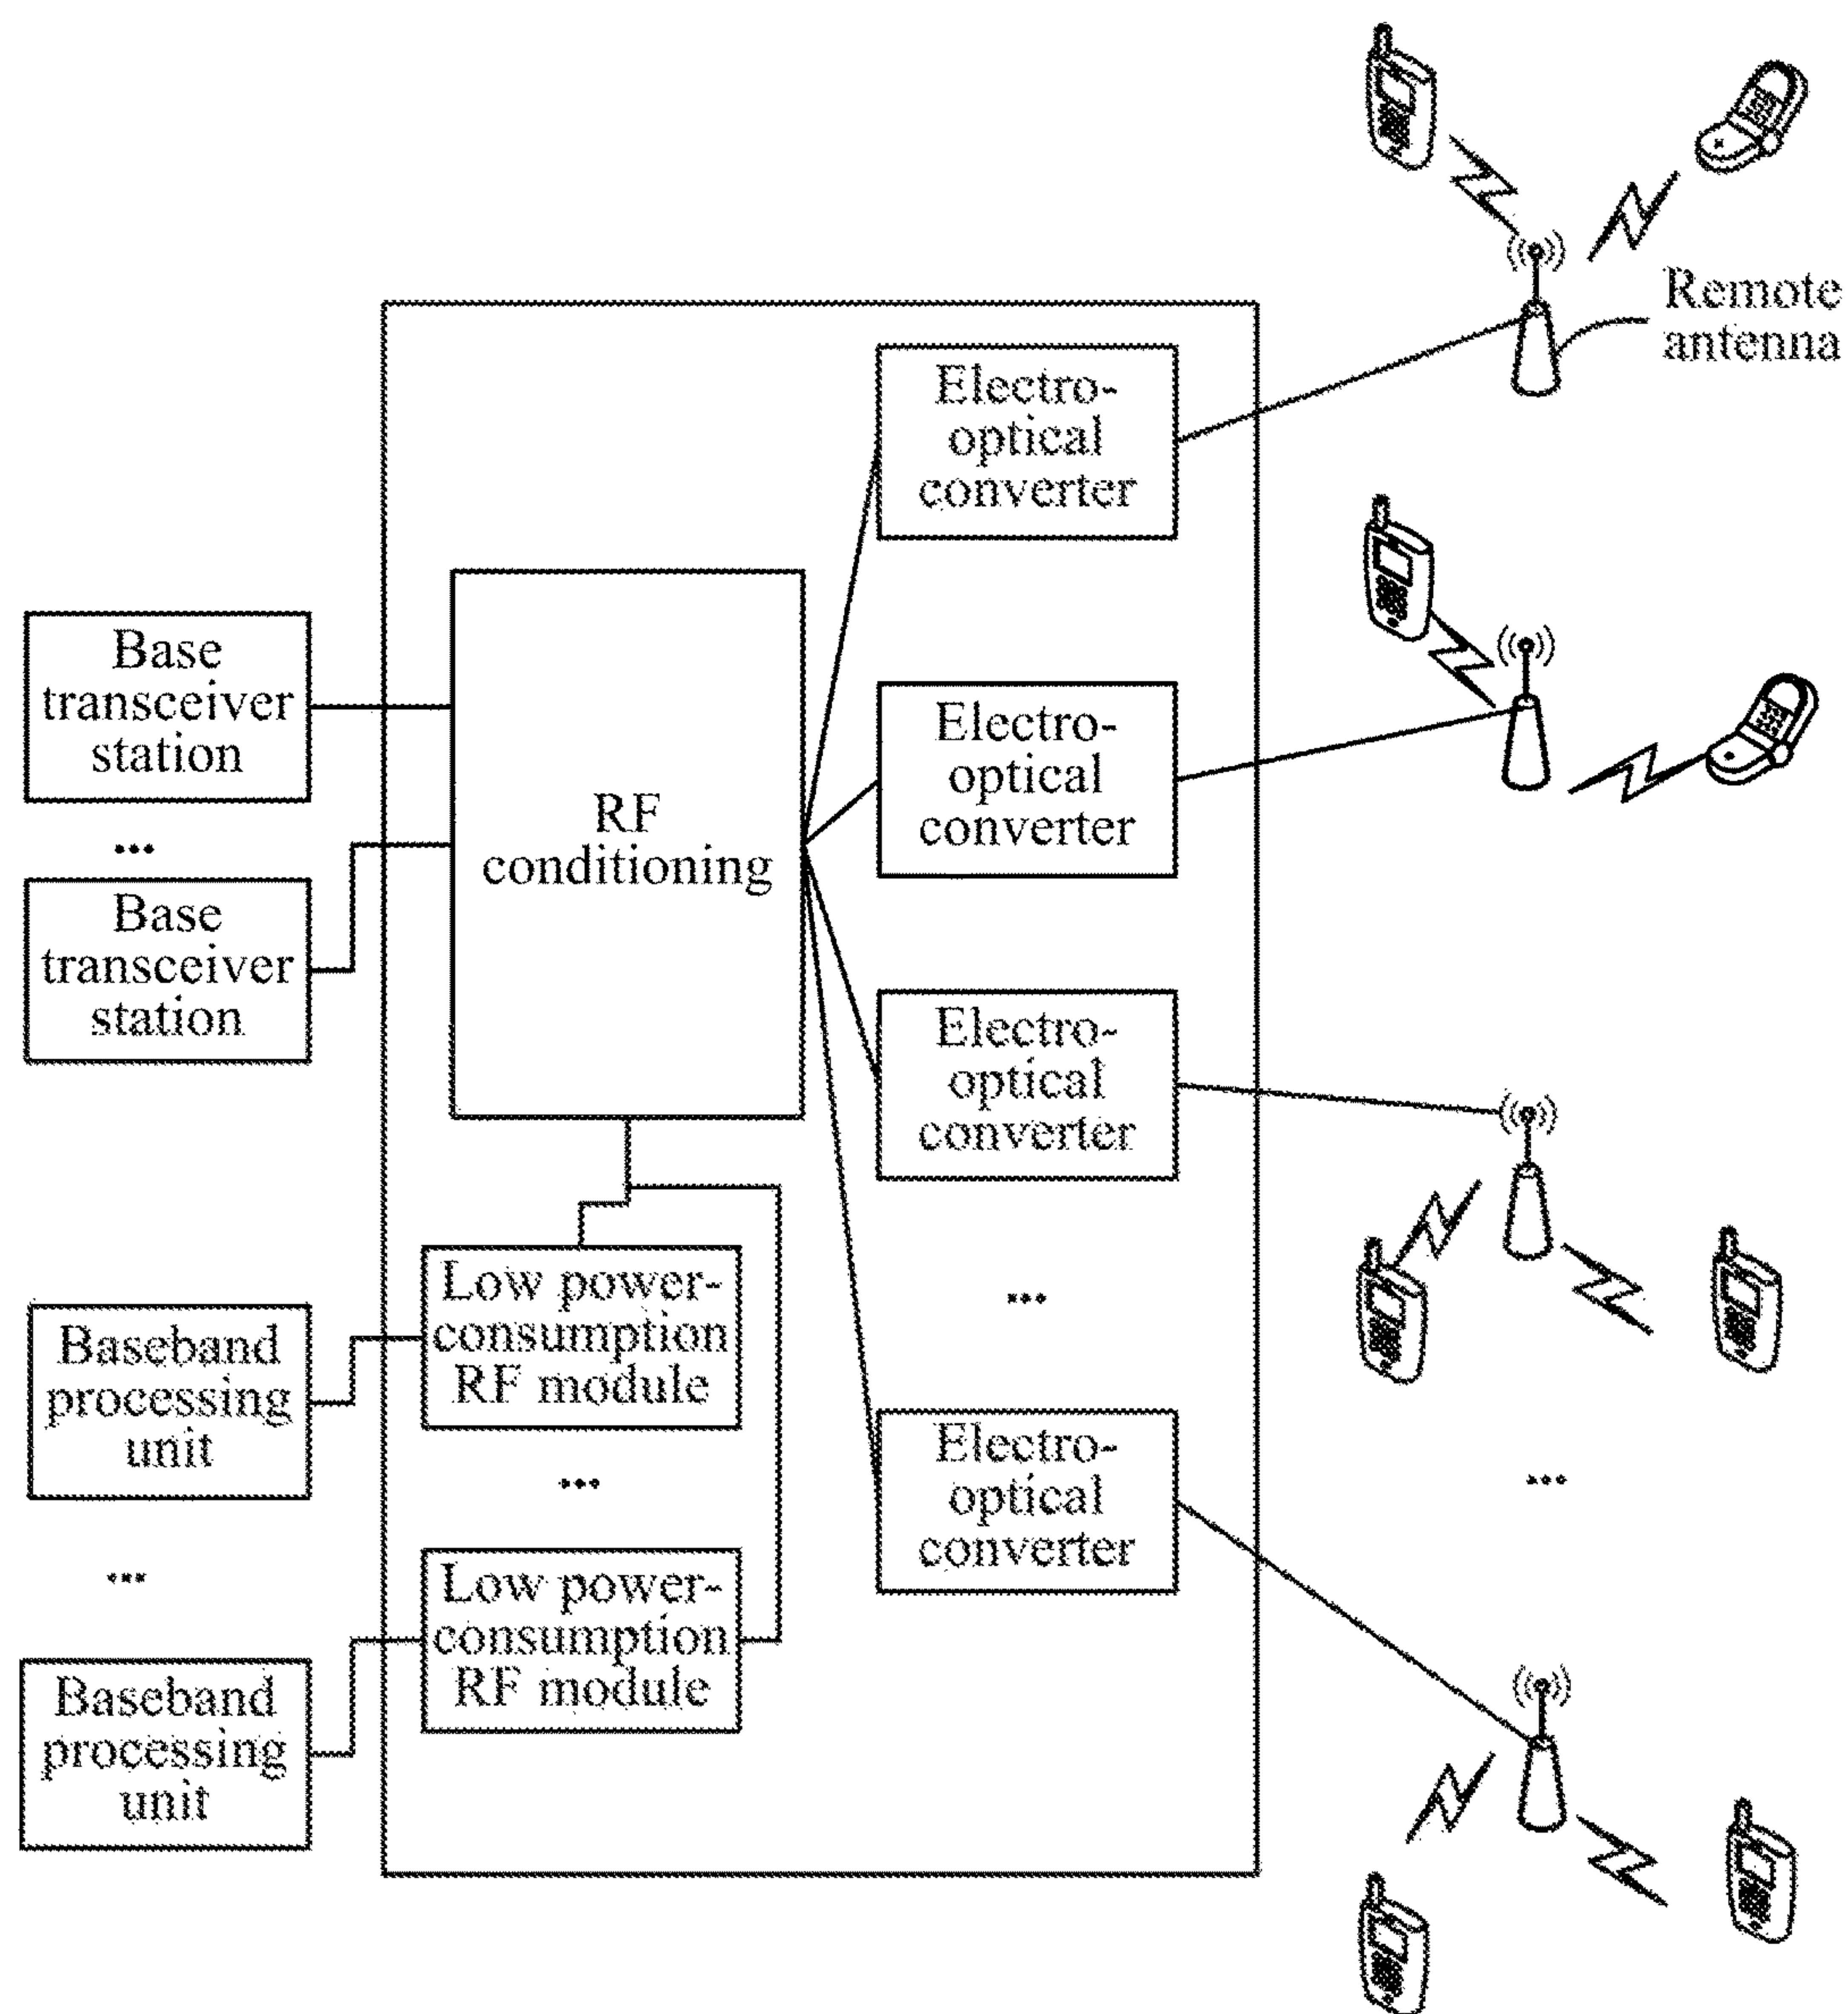 Remote
antenna
Electro-
optical
converter
Base
transceiver
station
RF
conditioning
Electro-
optical
converter
...
Base
transceiver
station
Electro-
optical
converter
Low power-
consumption
RF module
...
Baseband
processing
unit
...
Electro-
optical
converter
...
...
Low power-
consumption
RF module
Baseband
processing
unit